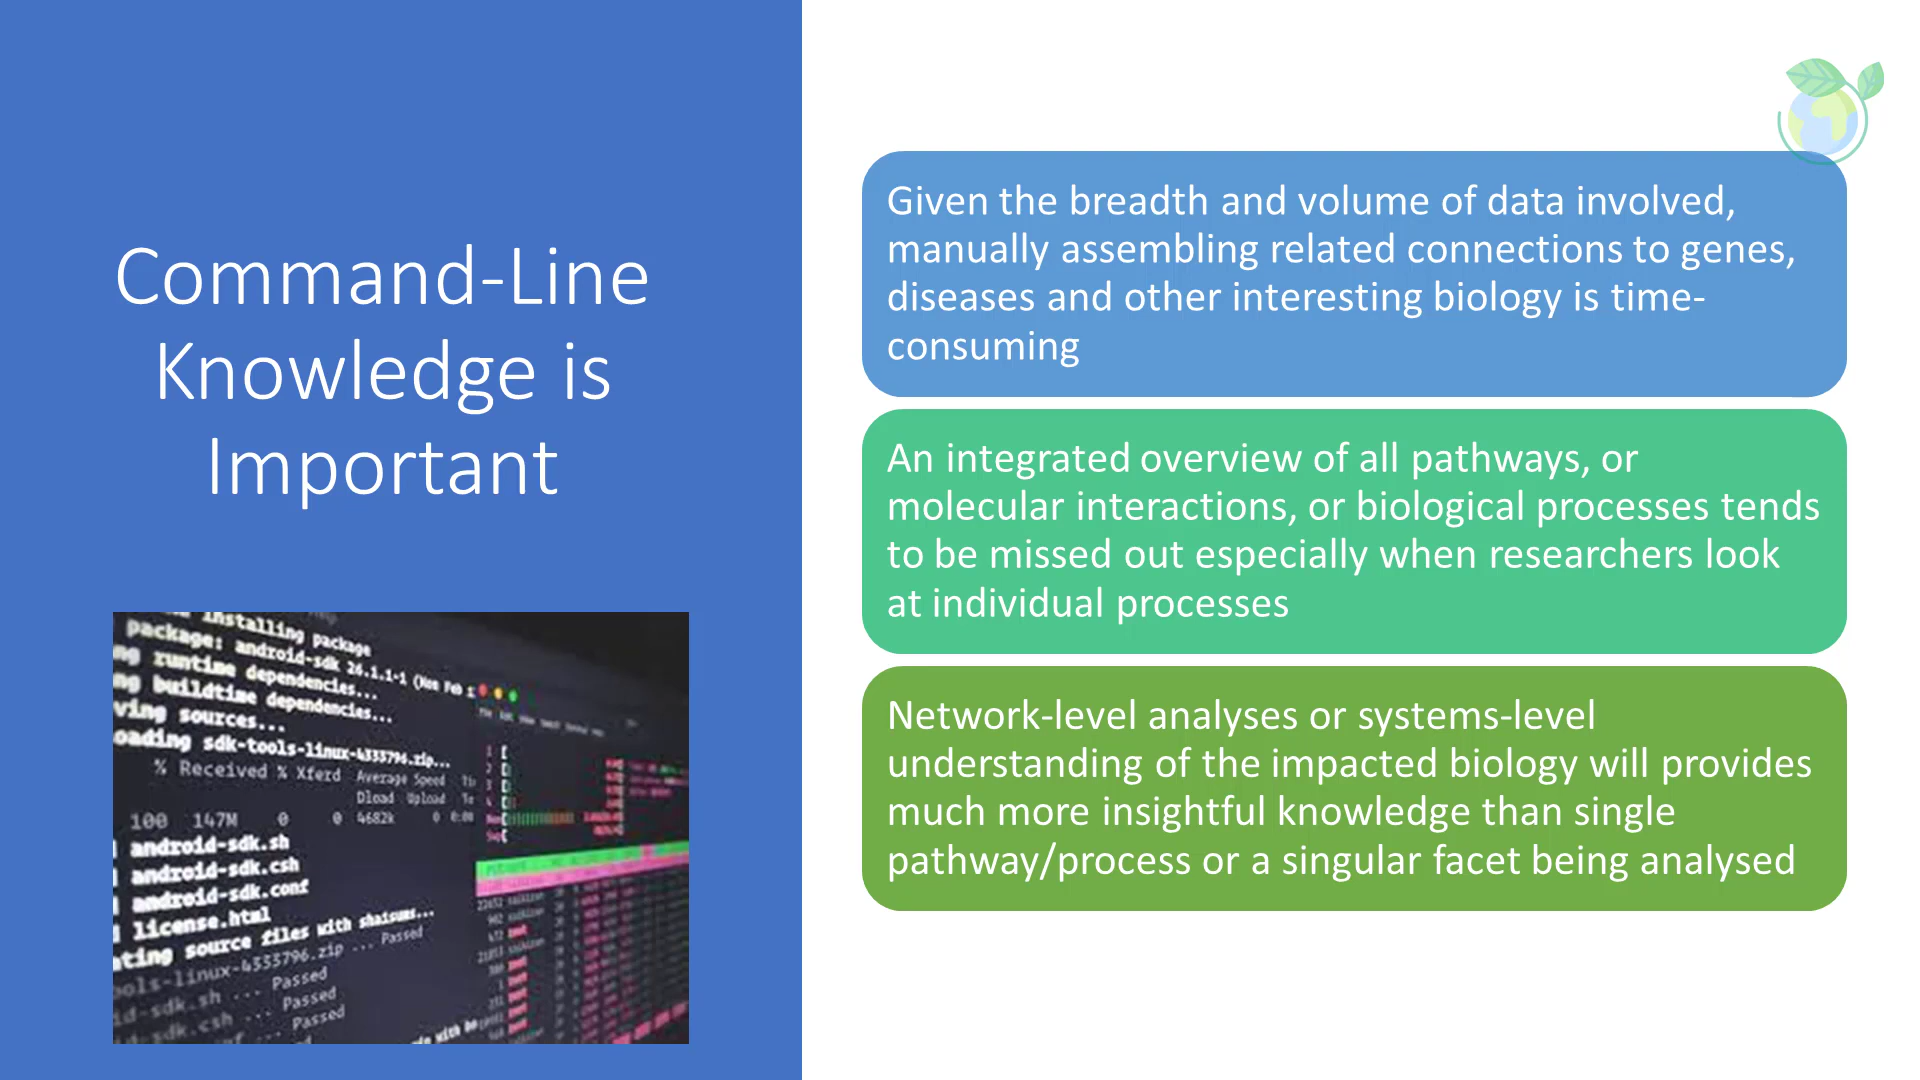 Command-Line
Knowledge is
Important
Given the breadth and volume of data involved,
manually assembling related connections to genes,
diseases and other interesting biology is time-
consuming
An integrated overview of all pathways, or
molecular interactions, or biological processes tends
to be missed out especially when researchers look
at individual processes
Network-level analyses or systems-level
understanding of the impacted biology will provides
much more insightful knowledge than single
pathway/process or a singular facet being analysed
installing package
package: android-sdk 26.1.1-1 (
runtime dependencies...
buildtime dependencies...
sources...
sdk-tools-linux-4333796.zip...
% Received % Xferd Average Speed
Dload Upload
100 147M 0 0 4682k 0
android-sdk.sh
android-sdk.csh
android-sdk.conf
license.html
source files with
-linux-4333796.zip ... Passed
-sdk.sh ... Passed
-sdk.csh ... Passed
... Passed
with